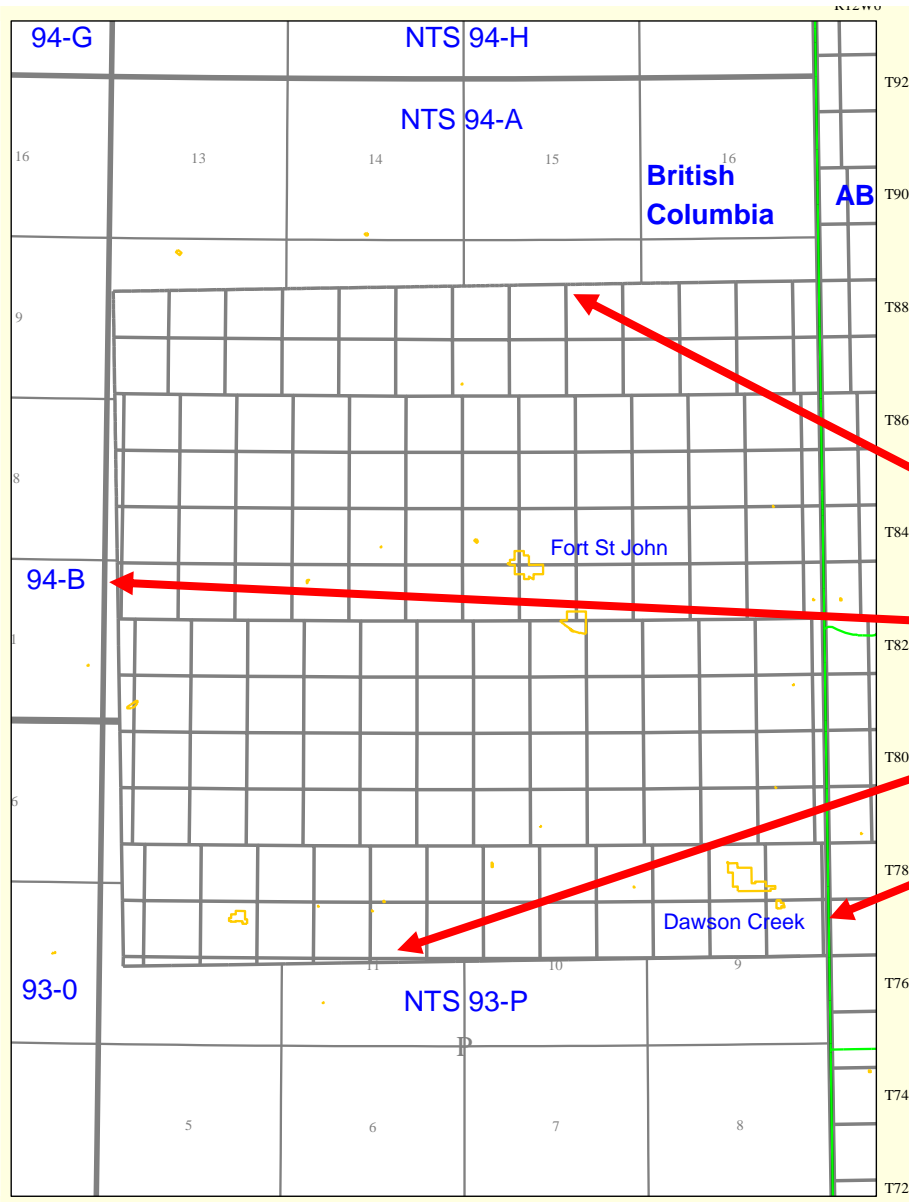 R12W6
94-G NTS 94-H
T92
NTS 94-A
16 13 14 15 16
British
Columbia
AB
T90
T88
9
T86
8
T84
Fort St John
94-B
1
T82
T80
6
T78
Dawson Creek
11 10 9
93-0 NTS 93-P
T76
P
T74
5 6 7 8
T72